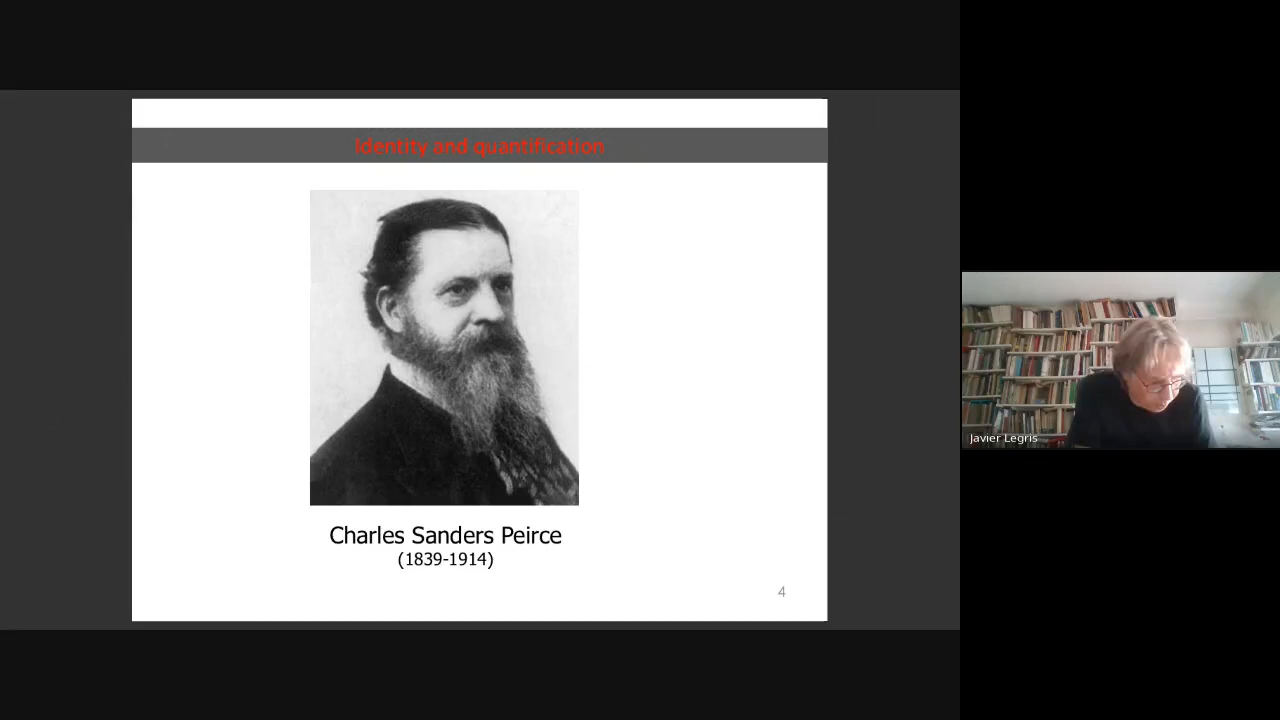 Identity and quantification
Charles Sanders Peirce
(1839-1914)
4
Javier Legris